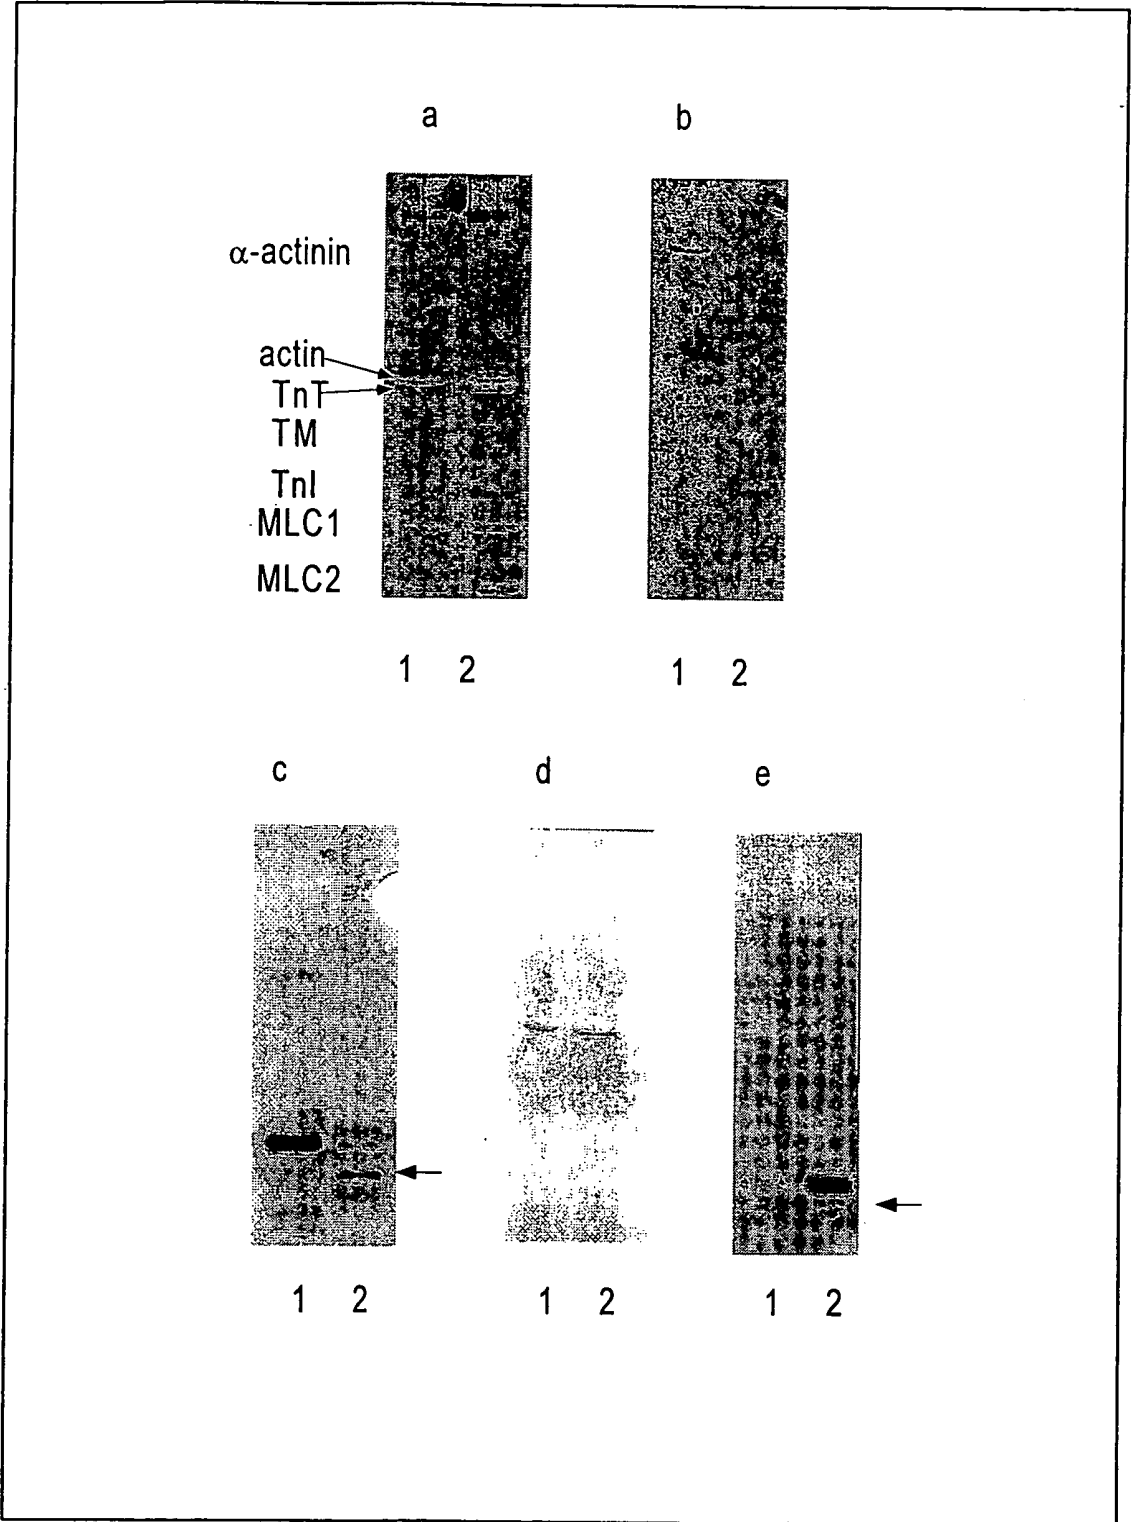 a b
α-actinin
actin
TnT
TM
TnI
MLC1
MLC2
1 2 1 2
c d e
1 2 1 2 1 2